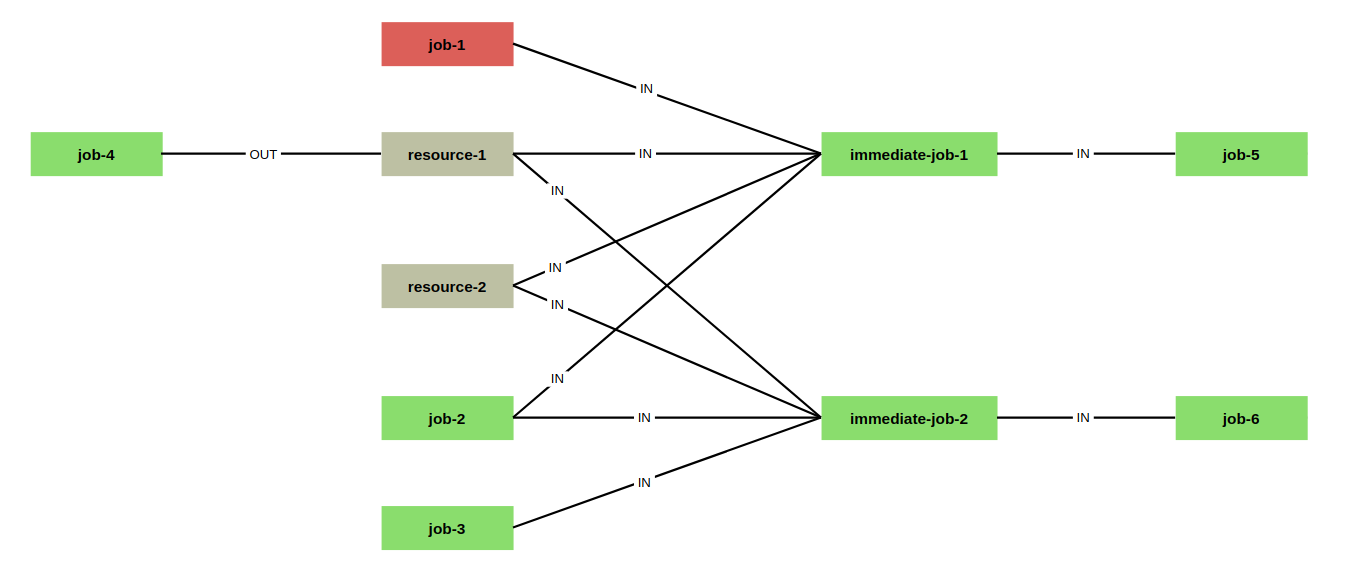 job-1
IN
job-4
OUT
resource-1
IN
immediate-job-1
IN
job-5
IN
IN
resource-2
IN
IN
job-2
IN
immediate-job-2
IN
job-6
IN
job-3